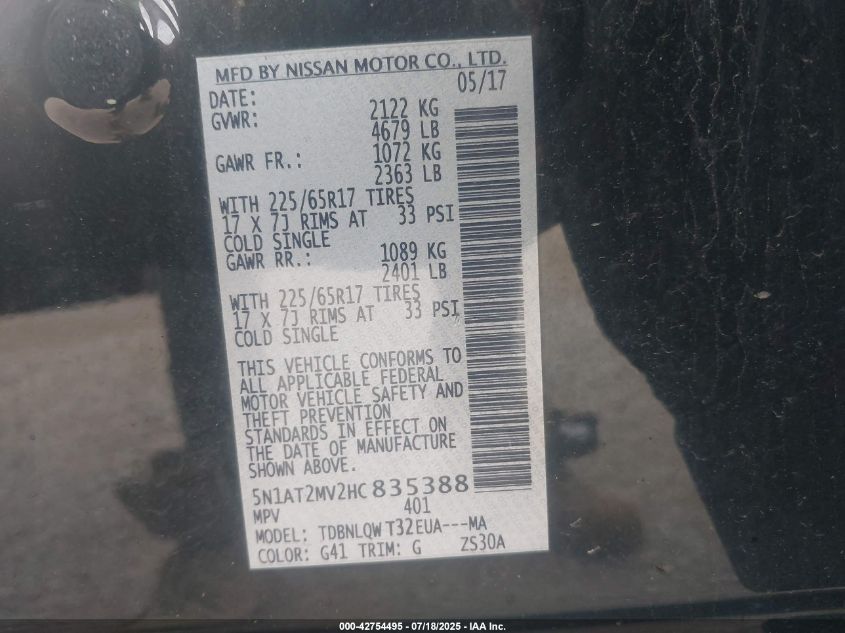 MFD BY NISSAN MOTOR CO., LTD.
DATE: 05/17
GVWR: 2122 KG
4679 LB
GAWR FR.: 1072 KG
2363 LB
WITH 225/65R17 TIRES
17 X 7J RIMS AT 33 PSI
COLD SINGLE
GAWR RR.: 1089 KG
2401 LB
WITH 225/65R17 TIRES
17 X 7J RIMS AT 33 PSI
COLD SINGLE
THIS VEHICLE CONFORMS TO
ALL APPLICABLE FEDERAL
MOTOR VEHICLE SAFETY AND
THEFT PREVENTION
STANDARDS IN EFFECT ON
THE DATE OF MANUFACTURE
SHOWN ABOVE.
5N1AT2MV2HC835388
MPV 401
MODEL: TDBNLQW T32EUA---MA
COLOR: G41 TRIM: G ZS30A
000-42754495 - 07/18/2025 - IAA Inc.